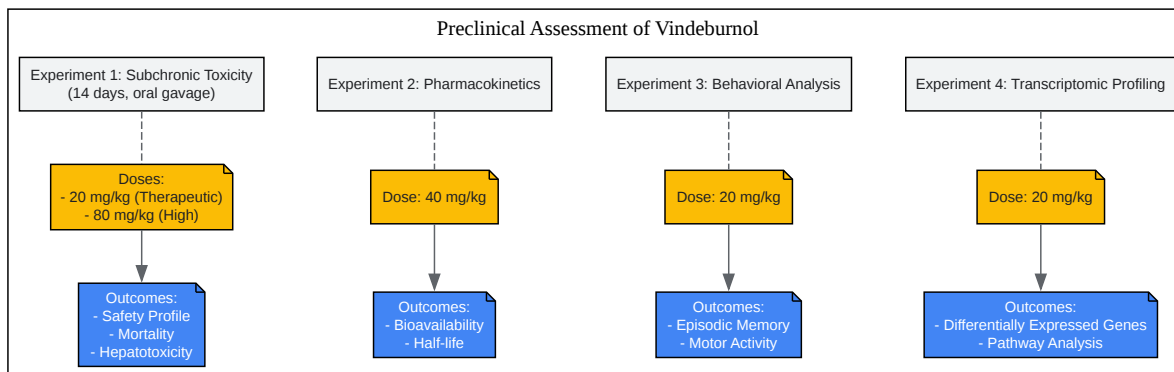 Preclinical Assessment of Vindeburnol
Experiment 1: Subchronic Toxicity
(14 days, oral gavage)
Experiment 2: Pharmacokinetics
Experiment 3: Behavioral Analysis
Experiment 4: Transcriptomic Profiling
Doses:
- 20 mg/kg (Therapeutic)
- 80 mg/kg (High)
Dose: 40 mg/kg
Dose: 20 mg/kg
Dose: 20 mg/kg
Outcomes:
- Safety Profile
- Mortality
- Hepatotoxicity
Outcomes:
- Bioavailability
- Half-life
Outcomes:
- Episodic Memory
- Motor Activity
Outcomes:
- Differentially Expressed Genes
- Pathway Analysis